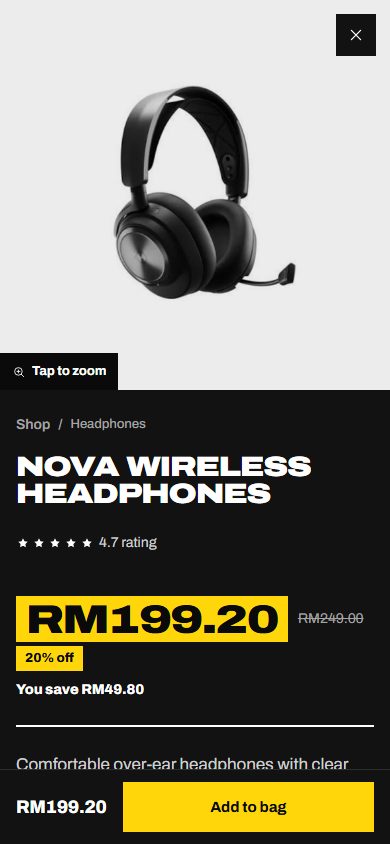 Tap to zoom
Shop / Headphones
NOVA WIRELESS
HEADPHONES
4.7 rating
RM199.20 RM249.00
20% off
You save RM49.80
Comfortable over-ear headphones with clear
RM199.20 Add to bag